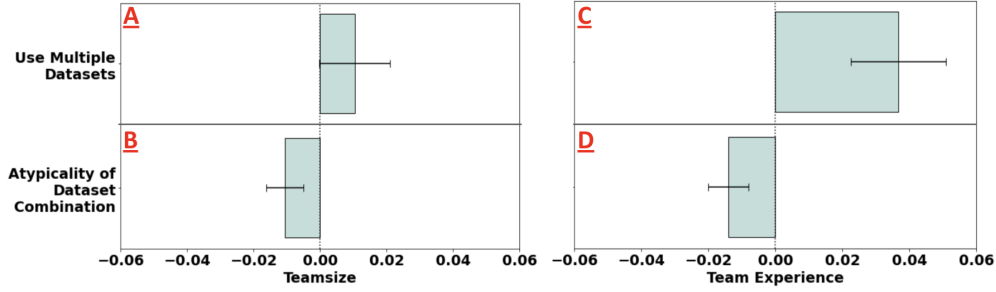 A
C
Use Multiple
Datasets
B
D
Atypicality of
Dataset
Combination
−0.06 −0.04 −0.02 0.00 0.02 0.04 0.06
−0.06 −0.04 −0.02 0.00 0.02 0.04 0.06
Teamsize
Team Experience